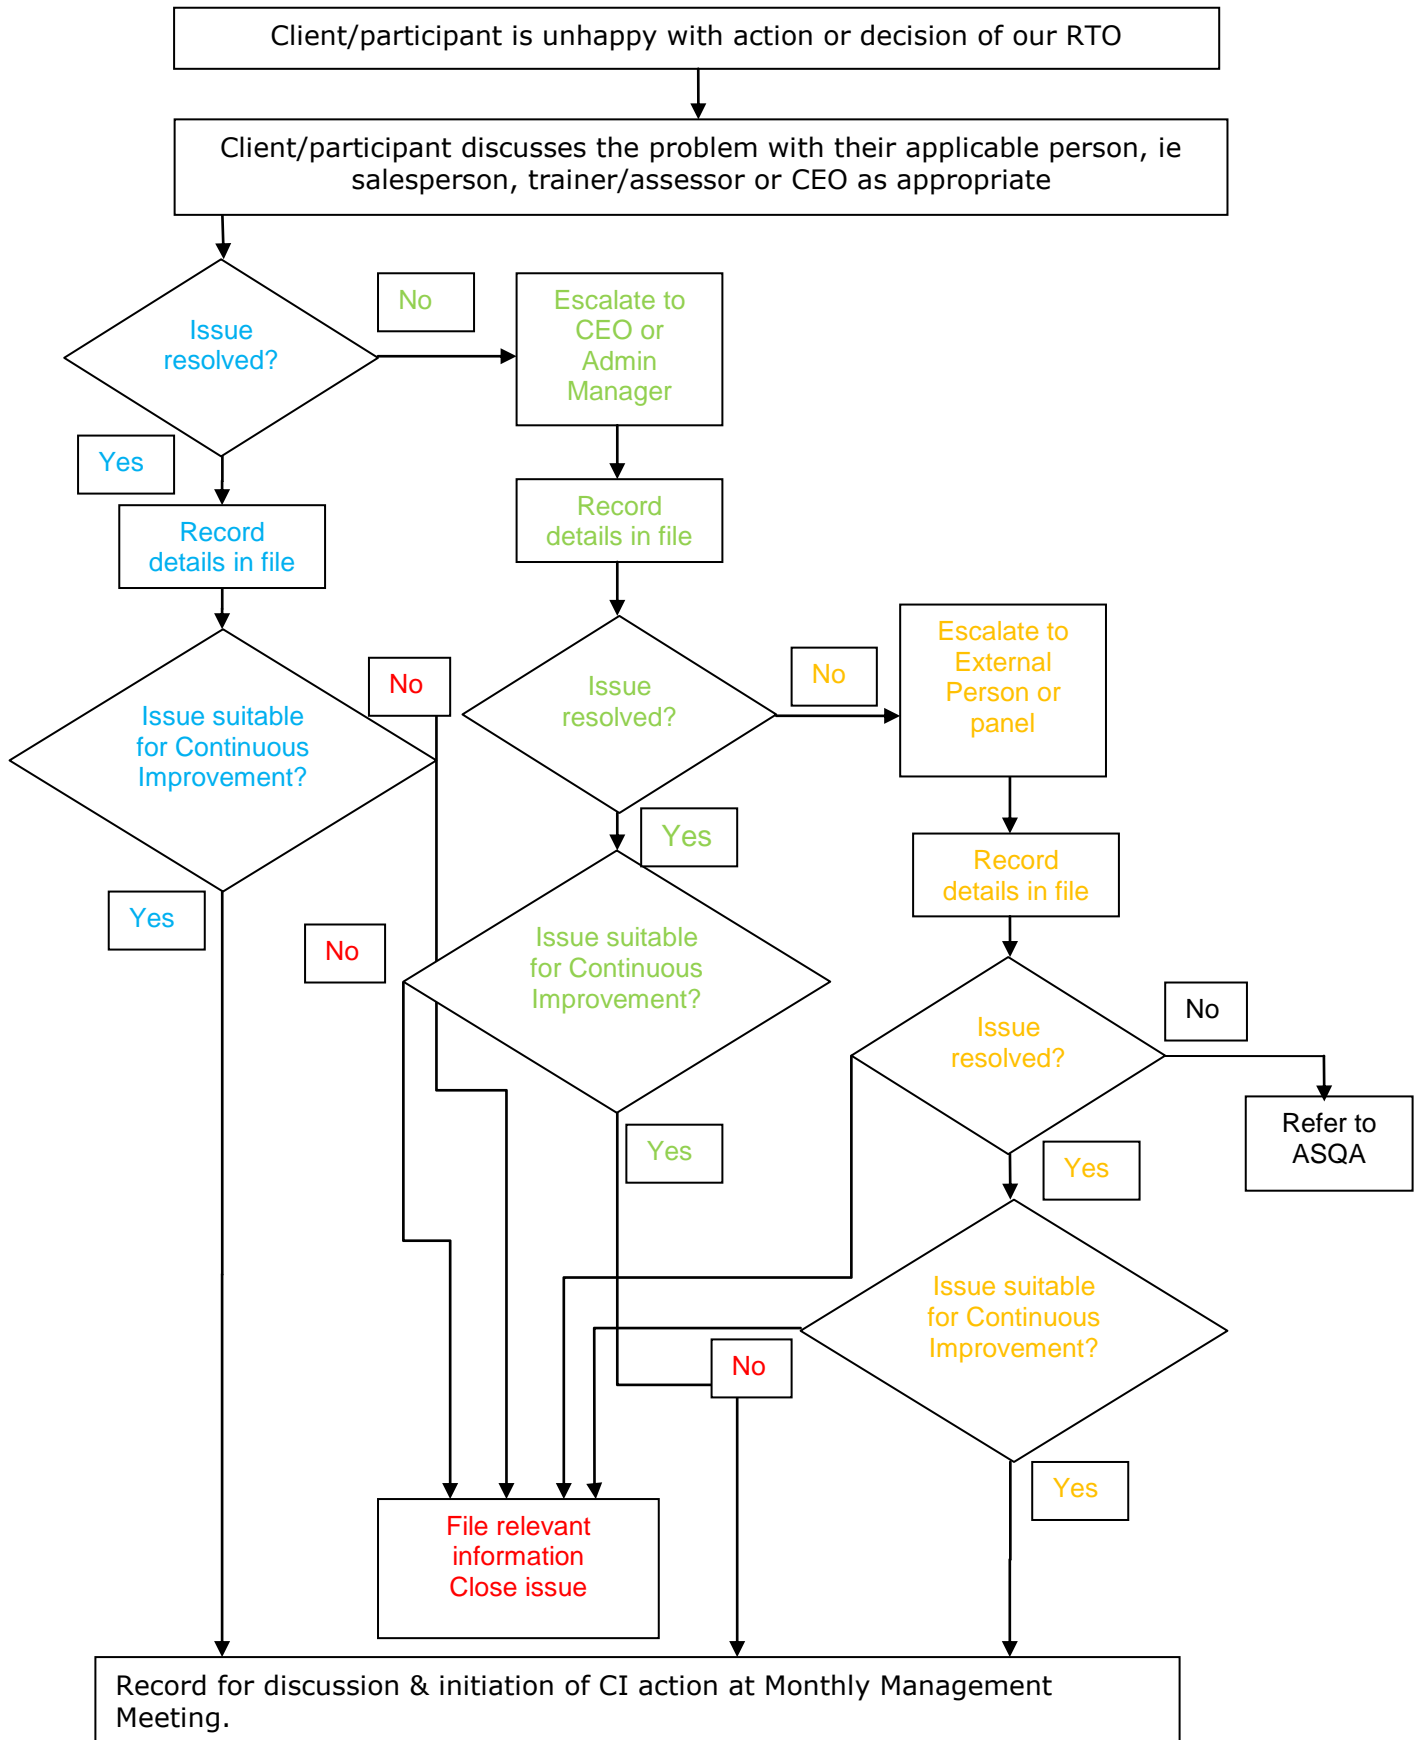 Client/participant is unhappy with action or decision of our RTO
Client/participant discusses the problem with their applicable person, ie
salesperson, trainer/assessor or CEO as appropriate
Issue
resolved?
No
Escalate to
CEO or
Admin
Manager
Yes
Record
details in file
Record
details in file
Issue suitable
for Continuous
Improvement?
No
Issue
resolved?
No
Escalate to
External
Person or
panel
Yes
Record
details in file
Yes
No
Issue suitable
for Continuous
Improvement?
Issue
resolved?
No
Refer to
ASQA
Yes
Yes
Issue suitable
for Continuous
Improvement?
No
Yes
File relevant
information
Close issue
Record for discussion & initiation of CI action at Monthly Management
Meeting.